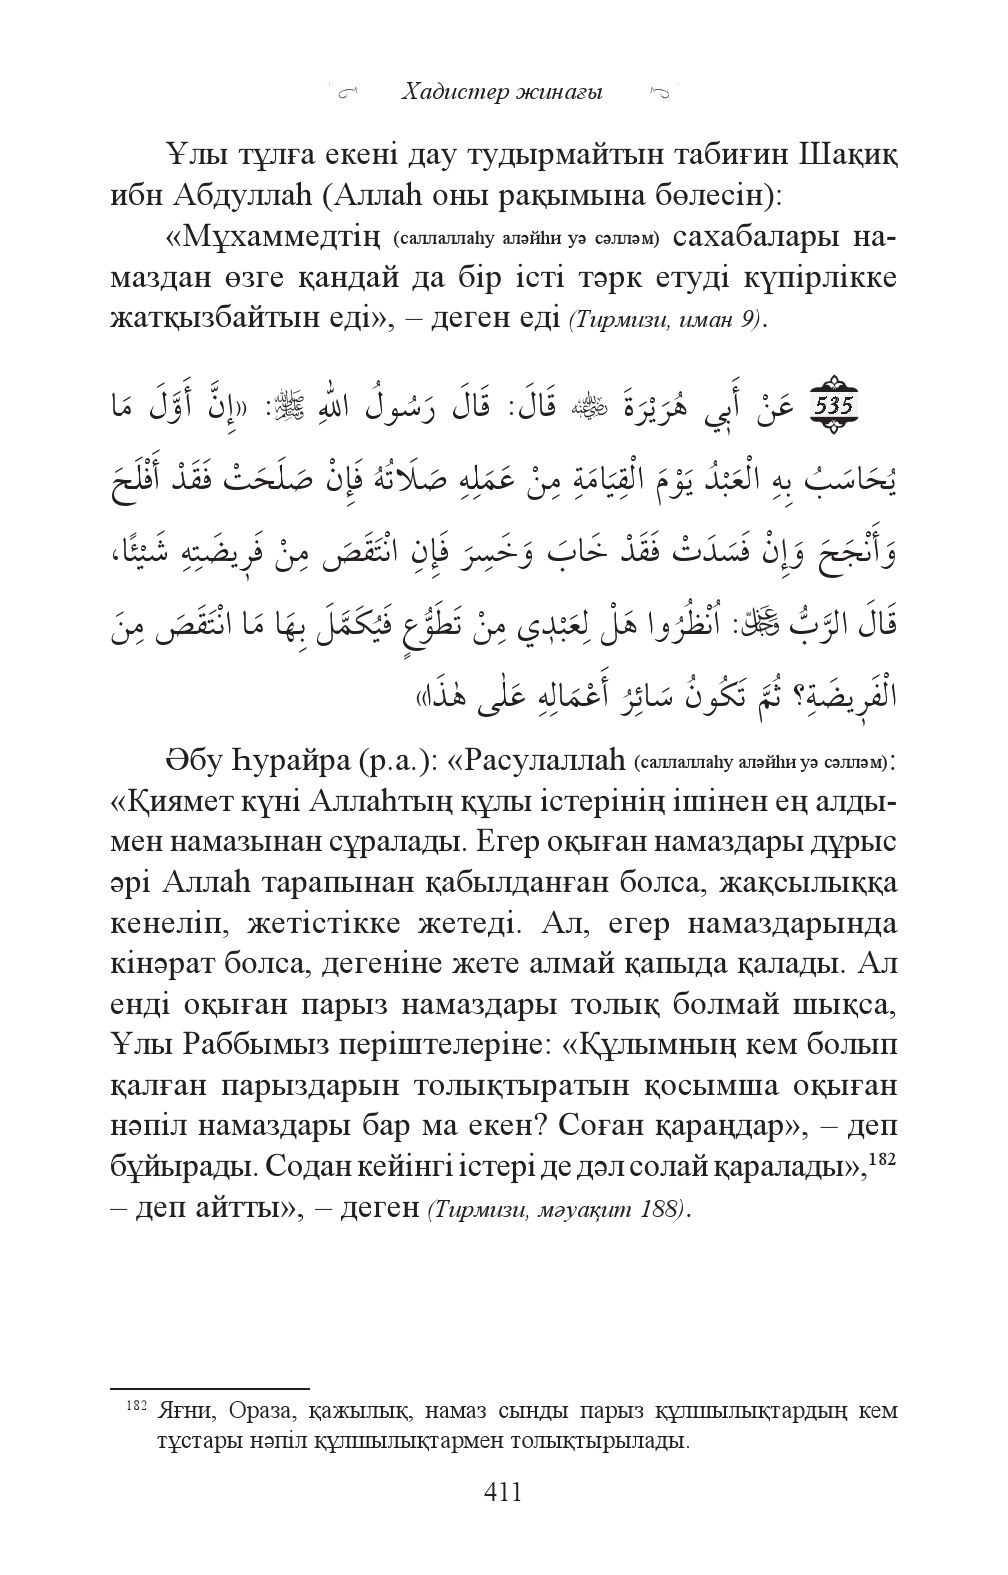 Хадистер жинағы
Ұлы тұлға екені дау тудырмайтын табиғин Шақиқ
ибн Абдуллаһ (Аллаһ оны рақымына бөлесін):
«Мұхаммедтің (саллаллаһу аләйһи уә сәлләм) сахабалары на-
маздан өзге қандай да бір істі тәрк етуді күпірлікке
жатқызбайтын еді», – деген еді (Тирмизи, иман 9).
535 عَنْ أَبِي هُرَيْرَةَ ﷛ قَالَ: قَالَ رَسُولُ اللهِ ﷺ: «إِنَّ أَوَّلَ مَا
يُحَاسَبُ بِهِ الْعَبْدُ يَوْمَ الْقِيَامَةِ مِنْ عَمَلِهِ صَلَاتُهُ فَإِنْ صَلَحَتْ فَقَدْ أَفْلَحَ
وَأَنْجَحَ وَإِنْ فَسَدَتْ فَقَدْ خَابَ وَخَسِرَ فَإِنِ انْتَقَصَ مِنْ فَرِيضَتِهِ شَيْئًا،
قَالَ الرَّبُّ عَزَّ وَجَلَّ: اُنْظُرُوا هَلْ لِعَبْدِي مِنْ تَطَوُّعٍ فَيُكَمَّلَ بِهَا مَا انْتَقَصَ مِنَ
الْفَرِيضَةِ؟ ثُمَّ تَكُونُ سَائِرُ أَعْمَالِهِ عَلٰى هٰذَا»
Әбу Һурайра (р.а.): «Расулаллаһ (саллаллаһу аләйһи уә сәлләм):
«Қиямет күні Аллаһтың құлы істерінің ішінен ең алды-
мен намазынан сұралады. Егер оқыған намаздары дұрыс
әрі Аллаһ тарапынан қабылданған болса, жақсылыққа
кенеліп, жетістікке жетеді. Ал, егер намаздарында
кінәрат болса, дегеніне жете алмай қапыда қалады. Ал
енді оқыған парыз намаздары толық болмай шықса,
Ұлы Раббымыз періштелеріне: «Құлымның кем болып
қалған парыздарын толықтыратын қосымша оқыған
нәпіл намаздары бар ма екен? Соған қараңдар», – деп
бұйырады. Содан кейінгі істері де дәл солай қаралады»,182
– деп айтты», – деген (Тирмизи, мәуақит 188).
182 Яғни, Ораза, қажылық, намаз сынды парыз құлшылықтардың кем
тұстары нәпіл құлшылықтармен толықтырылады.
411